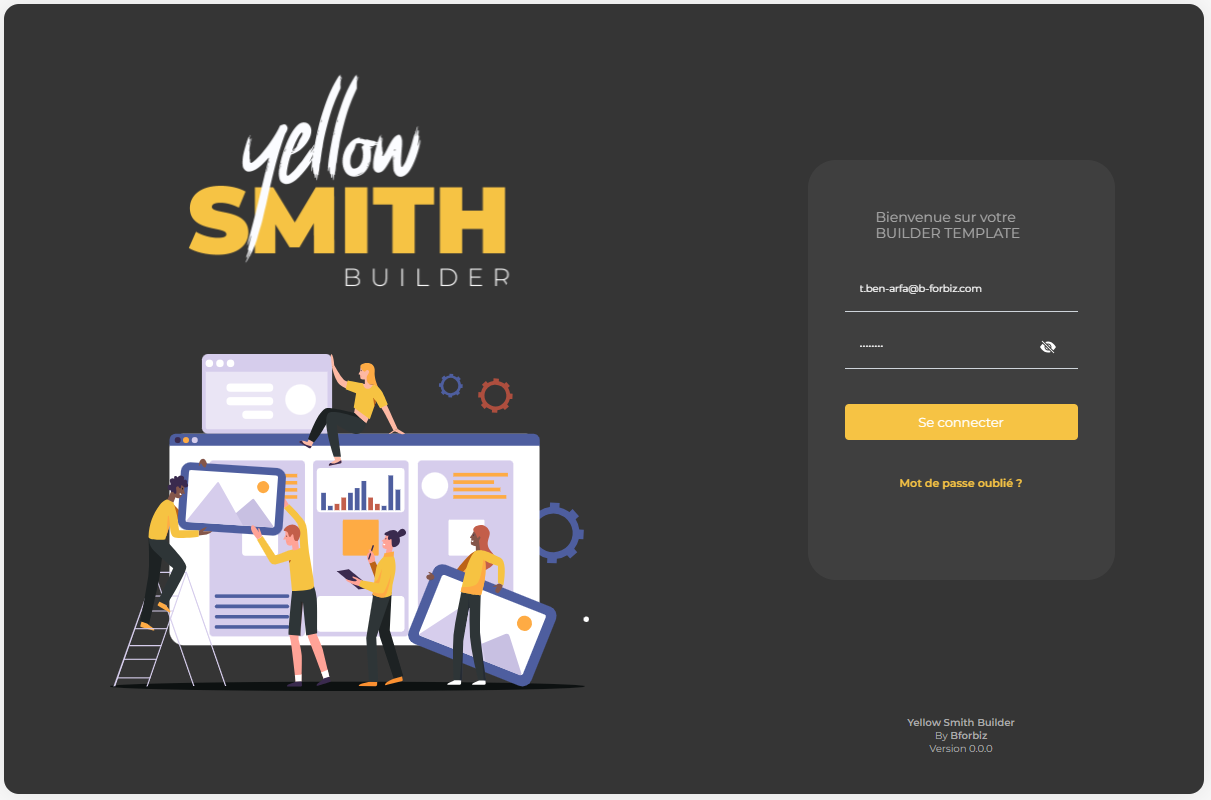 yellow
SMITH
BUILDER
Bienvenue sur votre
BUILDER TEMPLATE
t.ben-arfa@b-forbiz.com
········
Se connecter
Mot de passe oublié ?
Yellow Smith Builder
By Bforbiz
Version 0.0.0